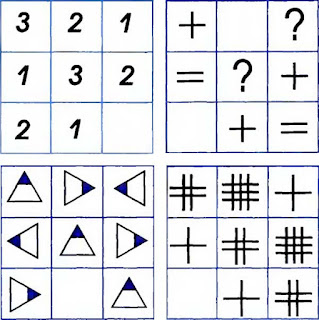 3 2 1
1 3 2
2 1
+ ?
= ? +
+ =